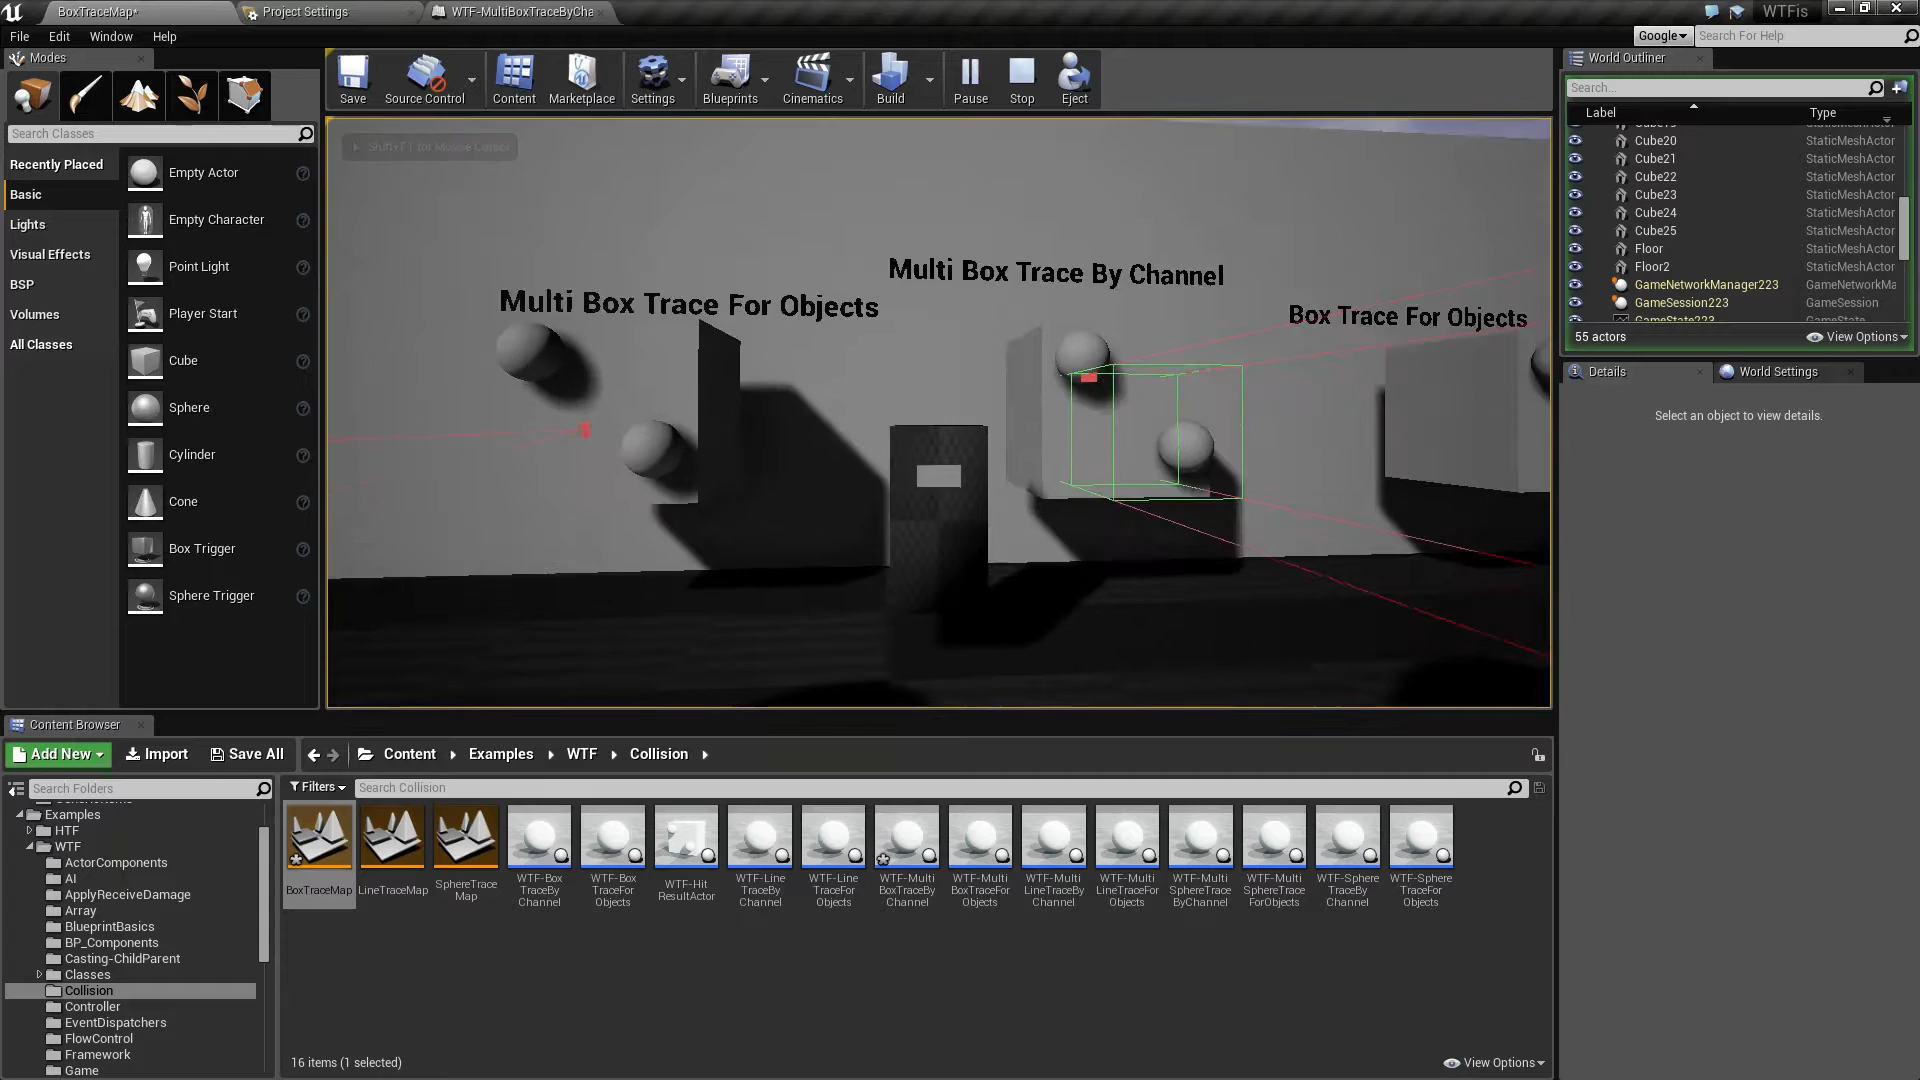 BoxTraceMap*
Project Settings
WTF-MultiBoxTraceByCha
WTFis
File
Edit
Window
Help
Google
Search For Help
Modes
Search Classes
Recently Placed
Basic
Lights
Visual Effects
BSP
Volumes
All Classes
Empty Actor
Empty Character
Point Light
Player Start
Cube
Sphere
Cylinder
Cone
Box Trigger
Sphere Trigger
Save
Source Control
Content
Marketplace
Settings
Blueprints
Cinematics
Build
Pause
Stop
Eject
Shift+F1 for Mouse Cursor
Multi Box Trace For Objects
Multi Box Trace By Channel
Box Trace For Objects
World Outliner
Search...
Label
Type
Cube19
StaticMeshActor
Cube20
StaticMeshActor
Cube21
StaticMeshActor
Cube22
StaticMeshActor
Cube23
StaticMeshActor
Cube24
StaticMeshActor
Cube25
StaticMeshActor
Floor
StaticMeshActor
Floor2
StaticMeshActor
GameNetworkManager223
GameNetworkMa
GameSession223
GameSession
GameState223
GameState
55 actors
View Options
Details
World Settings
Select an object to view details.
Content Browser
Add New
Import
Save All
Content
Examples
WTF
Collision
Search Folders
Filters
Search Collision
Examples
HTF
WTF
ActorComponents
AI
ApplyReceiveDamage
Array
BlueprintBasics
BP_Components
Casting-ChildParent
Classes
Collision
Controller
EventDispatchers
FlowControl
Framework
Game
BoxTraceMap
LineTraceMap
SphereTrace
Map
WTF-Box
TraceBy
Channel
WTF-Box
TraceFor
Objects
WTF-Hit
ResultActor
WTF-Line
TraceBy
Channel
WTF-Line
TraceFor
Objects
WTF-Multi
BoxTraceBy
Channel
WTF-Multi
BoxTraceFor
Objects
WTF-Multi
LineTraceBy
Channel
WTF-Multi
LineTraceFor
Objects
WTF-Multi
SphereTrace
ByChannel
WTF-Multi
SphereTrace
ForObjects
WTF-Sphere
TraceBy
Channel
WTF-Sphere
TraceFor
Objects
16 items (1 selected)
View Options